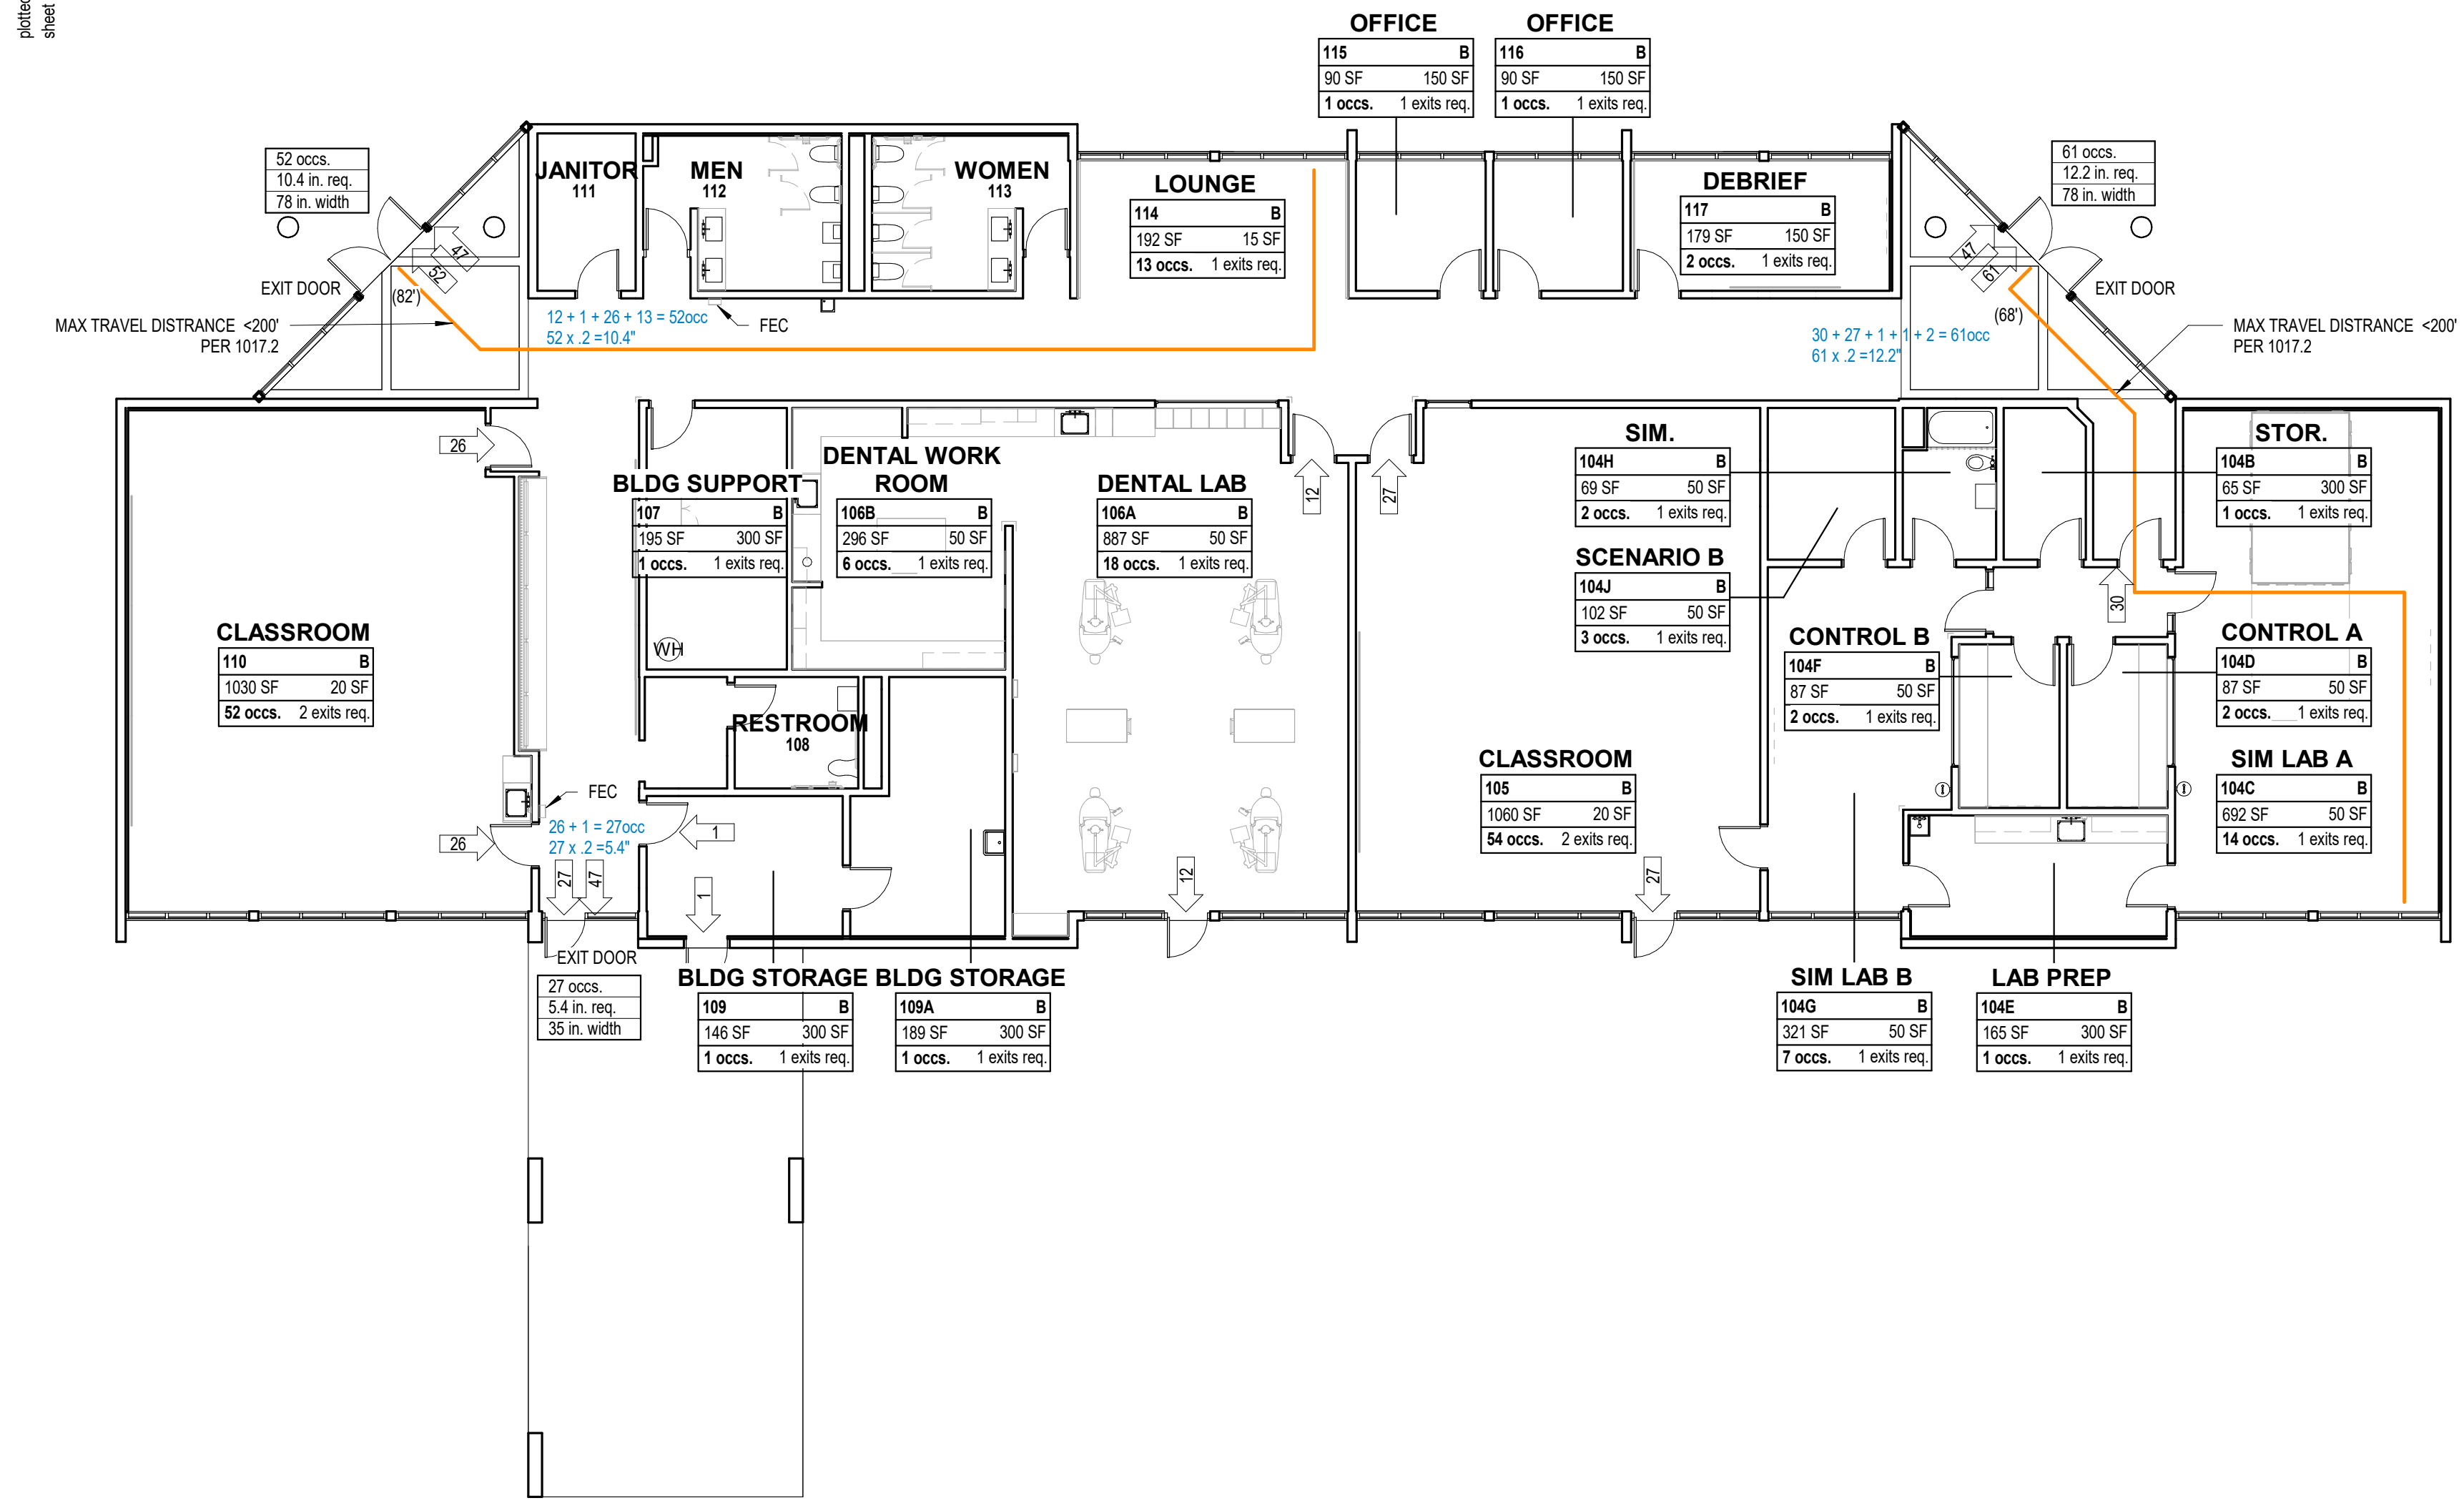 plotted
sheet
OFFICE
115 B
90 SF 150 SF
1 occs. 1 exits req.
OFFICE
116 B
90 SF 150 SF
1 occs. 1 exits req.
52 occs.
10.4 in. req.
78 in. width
61 occs.
12.2 in. req.
78 in. width
JANITOR
111
MEN
112
WOMEN
113
LOUNGE
114 B
192 SF 15 SF
13 occs. 1 exits req.
DEBRIEF
117 B
179 SF 150 SF
2 occs. 1 exits req.
47
52
EXIT DOOR
(82')
MAX TRAVEL DISTRANCE <200'
PER 1017.2
12 + 1 + 26 + 13 = 52occ
52 x .2 =10.4"
FEC
47
61
EXIT DOOR
(68')
30 + 27 + 1 + 1 + 2 = 61occ
61 x .2 =12.2"
MAX TRAVEL DISTRANCE <200'
PER 1017.2
26
BLDG SUPPORT
107 B
195 SF 300 SF
1 occs. 1 exits req.
DENTAL WORK
ROOM
106B B
296 SF 50 SF
6 occs. 1 exits req.
DENTAL LAB
106A B
887 SF 50 SF
18 occs. 1 exits req.
12
27
SIM.
104H B
69 SF 50 SF
2 occs. 1 exits req.
STOR.
104B B
65 SF 300 SF
1 occs. 1 exits req.
SCENARIO B
104J B
102 SF 50 SF
3 occs. 1 exits req.
30
WH
CLASSROOM
110 B
1030 SF 20 SF
52 occs. 2 exits req.
CONTROL B
104F B
87 SF 50 SF
2 occs. 1 exits req.
CONTROL A
104D B
87 SF 50 SF
2 occs. 1 exits req.
RESTROOM
108
CLASSROOM
105 B
1060 SF 20 SF
54 occs. 2 exits req.
SIM LAB A
104C B
692 SF 50 SF
14 occs. 1 exits req.
FEC
26 + 1 = 27occ
27 x .2 =5.4"
26
1
27
47
1
12
27
EXIT DOOR
27 occs.
5.4 in. req.
35 in. width
BLDG STORAGE
109 B
146 SF 300 SF
1 occs. 1 exits req.
BLDG STORAGE
109A B
189 SF 300 SF
1 occs. 1 exits req.
SIM LAB B
104G B
321 SF 50 SF
7 occs. 1 exits req.
LAB PREP
104E B
165 SF 300 SF
1 occs. 1 exits req.